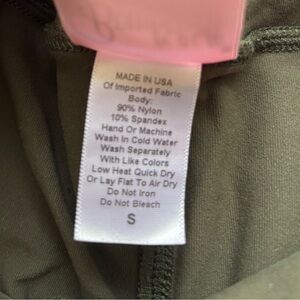 MADE IN USA
Of Imported Fabric
Body:
90% Nylon
10% Spandex
Hand Or Machine
Wash In Cold Water
Wash Separately
With Like Colors
Low Heat Quick Dry
Or Lay Flat To Air Dry
Do Not Iron
Do Not Bleach
S